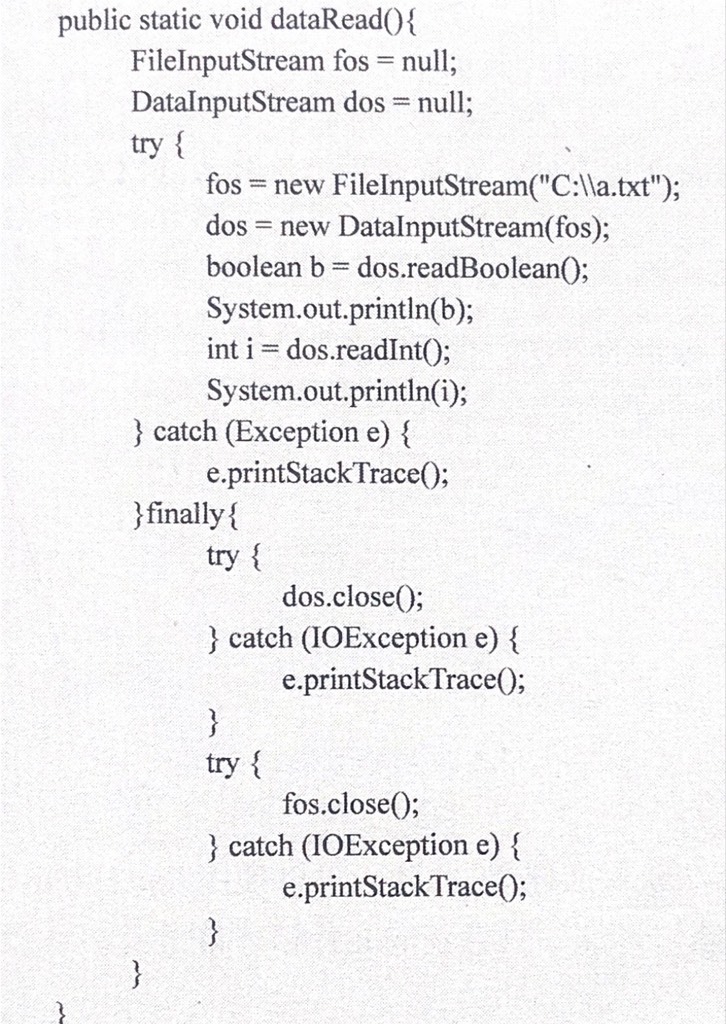 public static void dataRead(){
FileInputStream fos = null;
DataInputStream dos = null;
try {
fos = new FileInputStream("C:\\a.txt");
dos = new DataInputStream(fos);
boolean b = dos.readBoolean();
System.out.println(b);
int i = dos.readInt();
System.out.println(i);
} catch (Exception e) {
e.printStackTrace();
}finally{
try {
dos.close();
} catch (IOException e) {
e.printStackTrace();
}
try {
fos.close();
} catch (IOException e) {
e.printStackTrace();
}
}
}